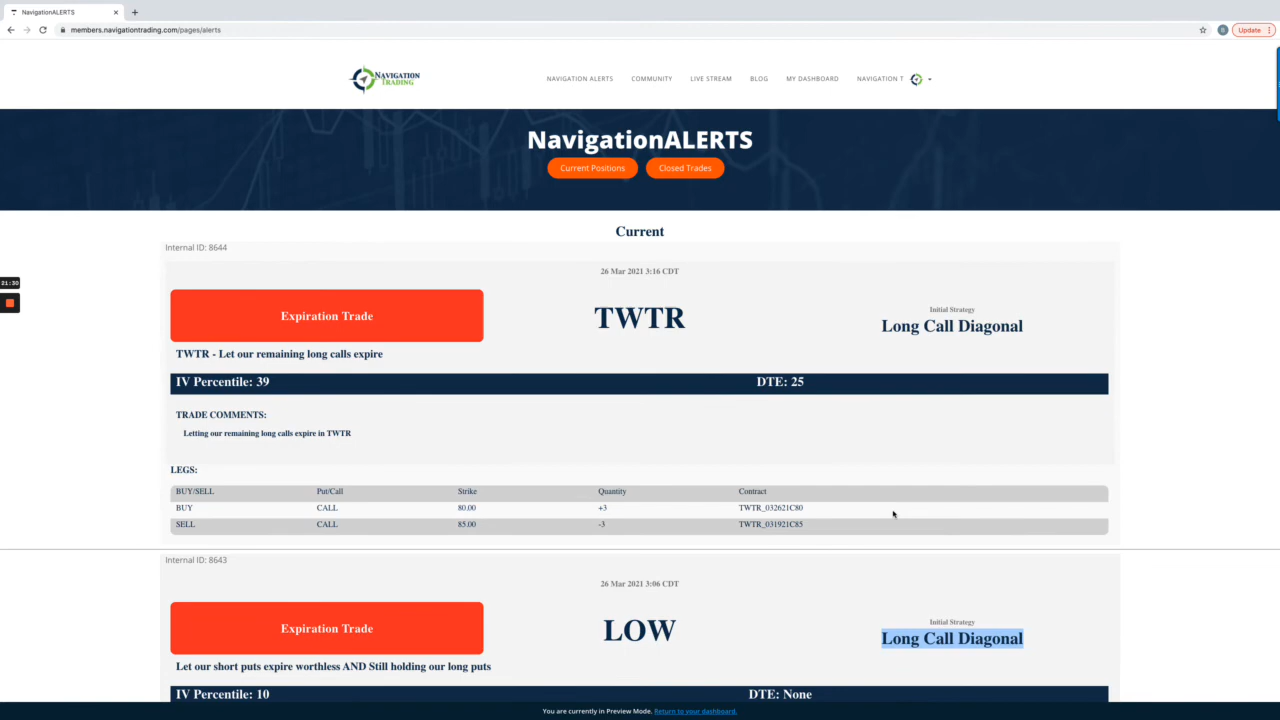 NavigationALERTS
members.navigationtrading.com/pages/alerts
Update
NAVIGATION
TRADING
NAVIGATION ALERTS
COMMUNITY
LIVE STREAM
BLOG
MY DASHBOARD
NAVIGATION T
NavigationALERTS
Current Positions
Closed Trades
Current
Internal ID: 8644
26 Mar 2021 3:16 CDT
Expiration Trade
TWTR
Initial Strategy
Long Call Diagonal
TWTR - Let our remaining long calls expire
IV Percentile: 39
DTE: 25
TRADE COMMENTS:
Letting our remaining long calls expire in TWTR
LEGS:
BUY/SELL Put/Call Strike Quantity Contract
BUY CALL 80.00 +3 TWTR_032621C80
SELL CALL 85.00 -3 TWTR_031921C85
21:30
Internal ID: 8643
26 Mar 2021 3:06 CDT
Expiration Trade
LOW
Initial Strategy
Long Call Diagonal
Let our short puts expire worthless AND Still holding our long puts
IV Percentile: 10
DTE: None
You are currently in Preview Mode. Return to your dashboard.